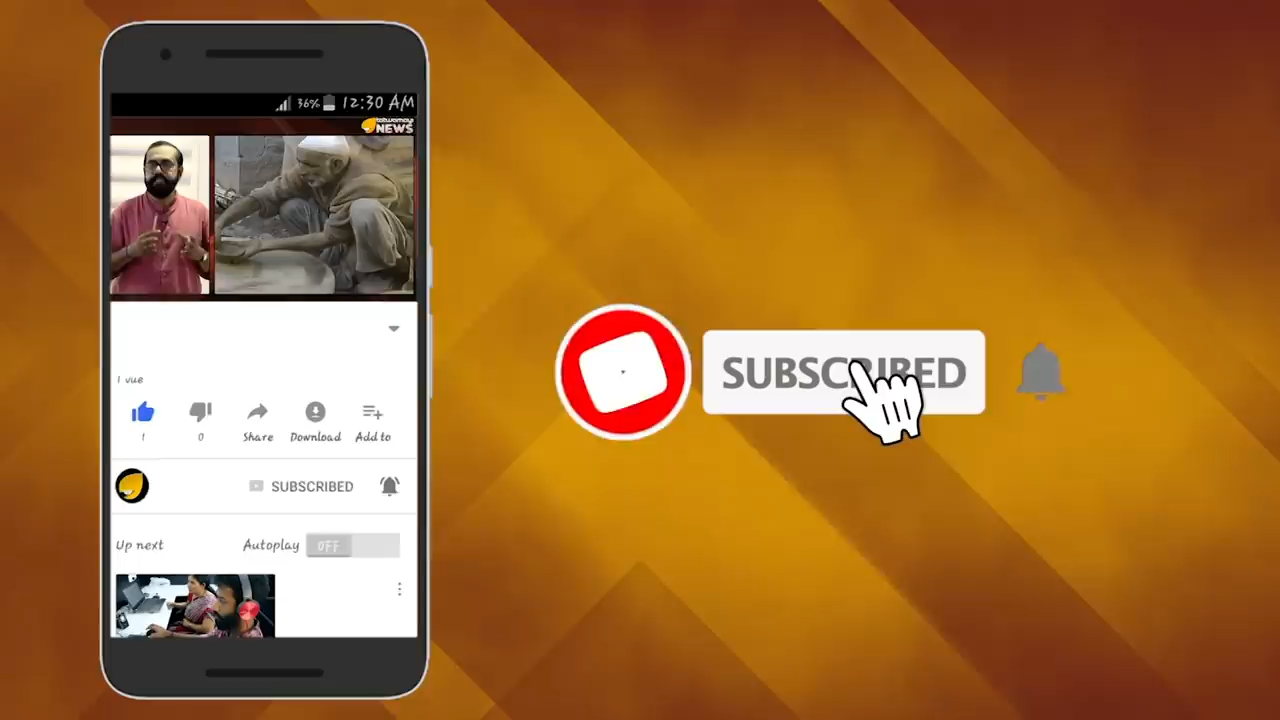 36% 12:30 AM
tatwamayi
NEWS
1 vue
1
0
Share
Download
Add to
SUBSCRIBED
Up next
Autoplay
OFF
SUBSCRIBED